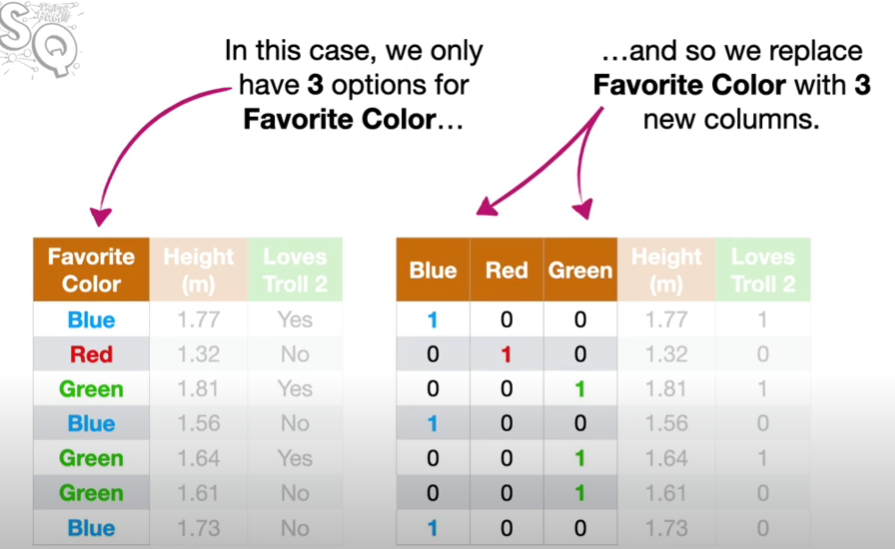 SQ
In this case, we only
have 3 options for
Favorite Color…
…and so we replace
Favorite Color with 3
new columns.
Favorite Color Height (m) Loves Troll 2
Blue 1.77 Yes
Red 1.32 No
Green 1.81 Yes
Blue 1.56 No
Green 1.64 Yes
Green 1.61 No
Blue 1.73 No
Blue Red Green Height (m) Loves Troll 2
1 0 0 1.77 1
0 1 0 1.32 0
0 0 1 1.81 1
1 0 0 1.56 0
0 0 1 1.64 1
0 0 1 1.61 0
1 0 0 1.73 0